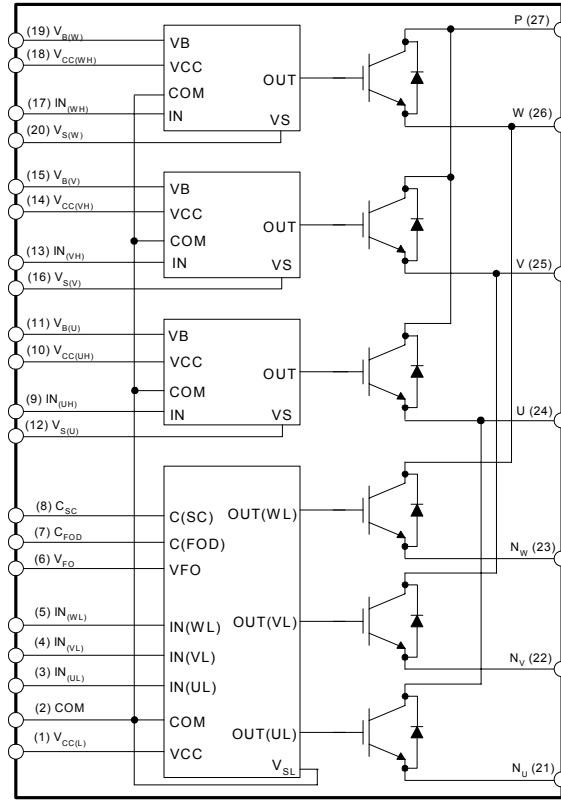 (19) VB(W)
(18) VCC(WH)
(17) IN(WH)
(20) VS(W)
VB
VCC
COM
IN
OUT
VS
P (27)
W (26)
(15) VB(V)
(14) VCC(VH)
(13) IN(VH)
(16) VS(V)
VB
VCC
COM
IN
OUT
VS
V (25)
(11) VB(U)
(10) VCC(UH)
(9) IN(UH)
(12) VS(U)
VB
VCC
COM
IN
OUT
VS
U (24)
(8) CSC
(7) CFOD
(6) VFO
(5) IN(WL)
(4) IN(VL)
(3) IN(UL)
(2) COM
(1) VCC(L)
C(SC)
C(FOD)
VFO
IN(WL)
IN(VL)
IN(UL)
COM
VCC
OUT(WL)
OUT(VL)
OUT(UL)
VSL
NW (23)
NV (22)
NU (21)